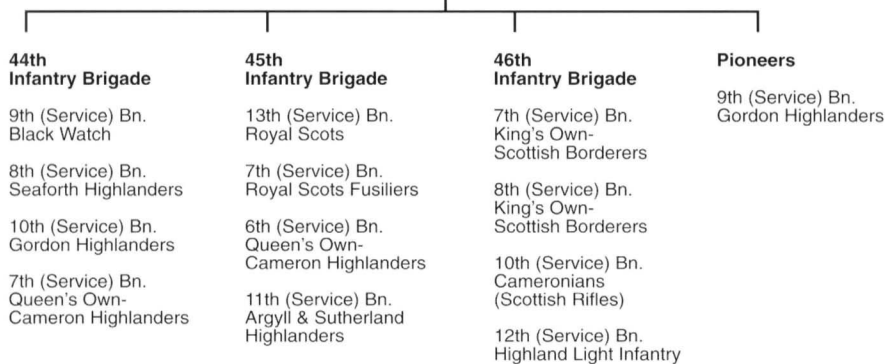 44th
Infantry Brigade
9th (Service) Bn.
Black Watch
8th (Service) Bn.
Seaforth Highlanders
10th (Service) Bn.
Gordon Highlanders
7th (Service) Bn.
Queen's Own-
Cameron Highlanders
45th
Infantry Brigade
13th (Service) Bn.
Royal Scots
7th (Service) Bn.
Royal Scots Fusiliers
6th (Service) Bn.
Queen's Own-
Cameron Highlanders
11th (Service) Bn.
Argyll & Sutherland
Highlanders
46th
Infantry Brigade
7th (Service) Bn.
King's Own-
Scottish Borderers
8th (Service) Bn.
King's Own-
Scottish Borderers
10th (Service) Bn.
Cameronians
(Scottish Rifles)
12th (Service) Bn.
Highland Light Infantry
Pioneers
9th (Service) Bn.
Gordon Highlanders